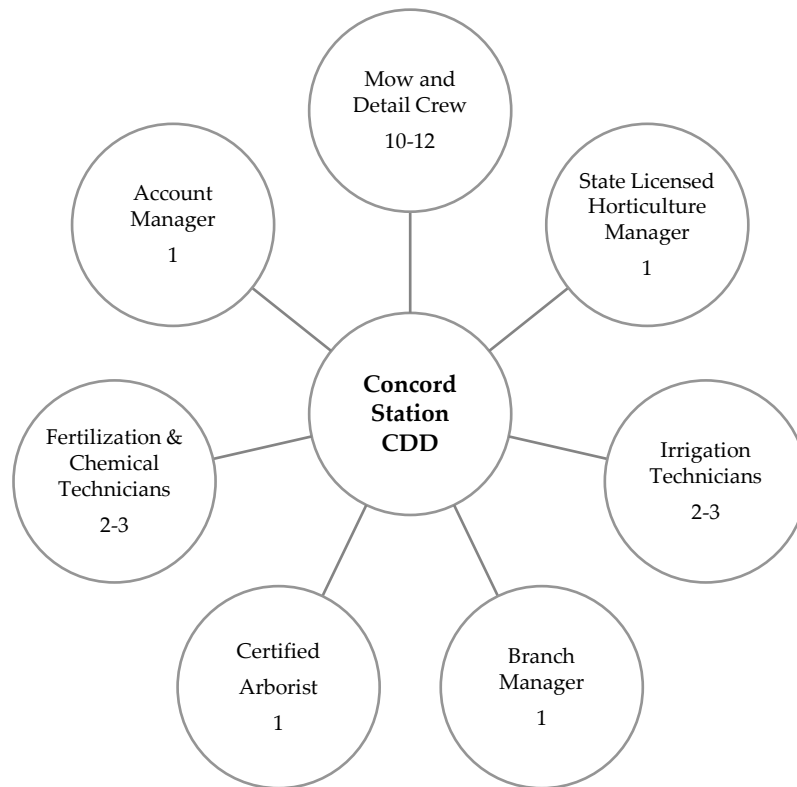 Mow and
Detail Crew
10-12
Account
Manager
1
State Licensed
Horticulture
Manager
1
Concord
Station
CDD
Fertilization &
Chemical
Technicians
2-3
Irrigation
Technicians
2-3
Certified
Arborist
1
Branch
Manager
1